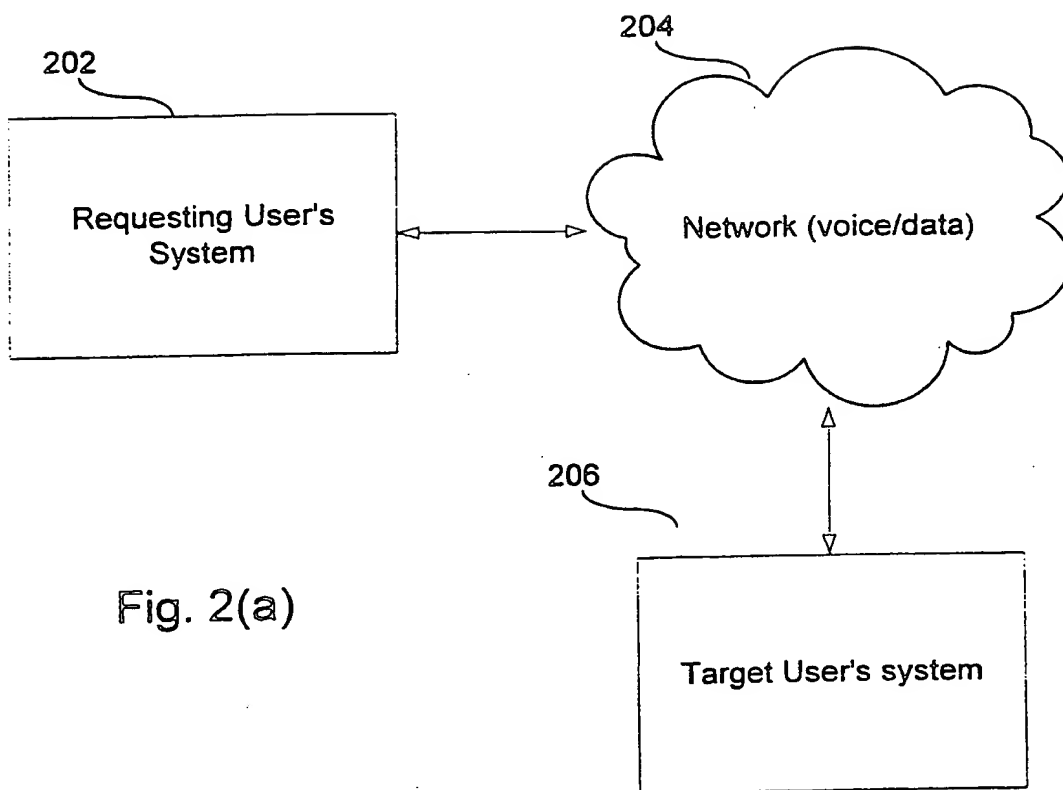 204
202
Requesting User's
System
Network (voice/data)
206
Fig. 2(a)
Target User's system